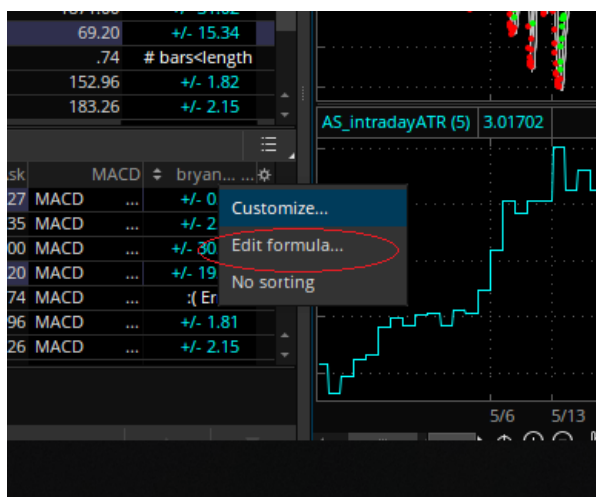 69.20 +/- 15.34
.74 # bars<length
152.96 +/- 1.82
183.26 +/- 2.15
AS_intradayATR (5) 3.01702
sk MACD bryan... ...
27 MACD ... +/- 0
Customize...
35 MACD ... +/- 2
00 MACD ... +/- 30
Edit formula...
20 MACD ... +/- 19
74 MACD ... :( Er
No sorting
96 MACD ... +/- 1.81
26 MACD ... +/- 2.15
5/6 5/13